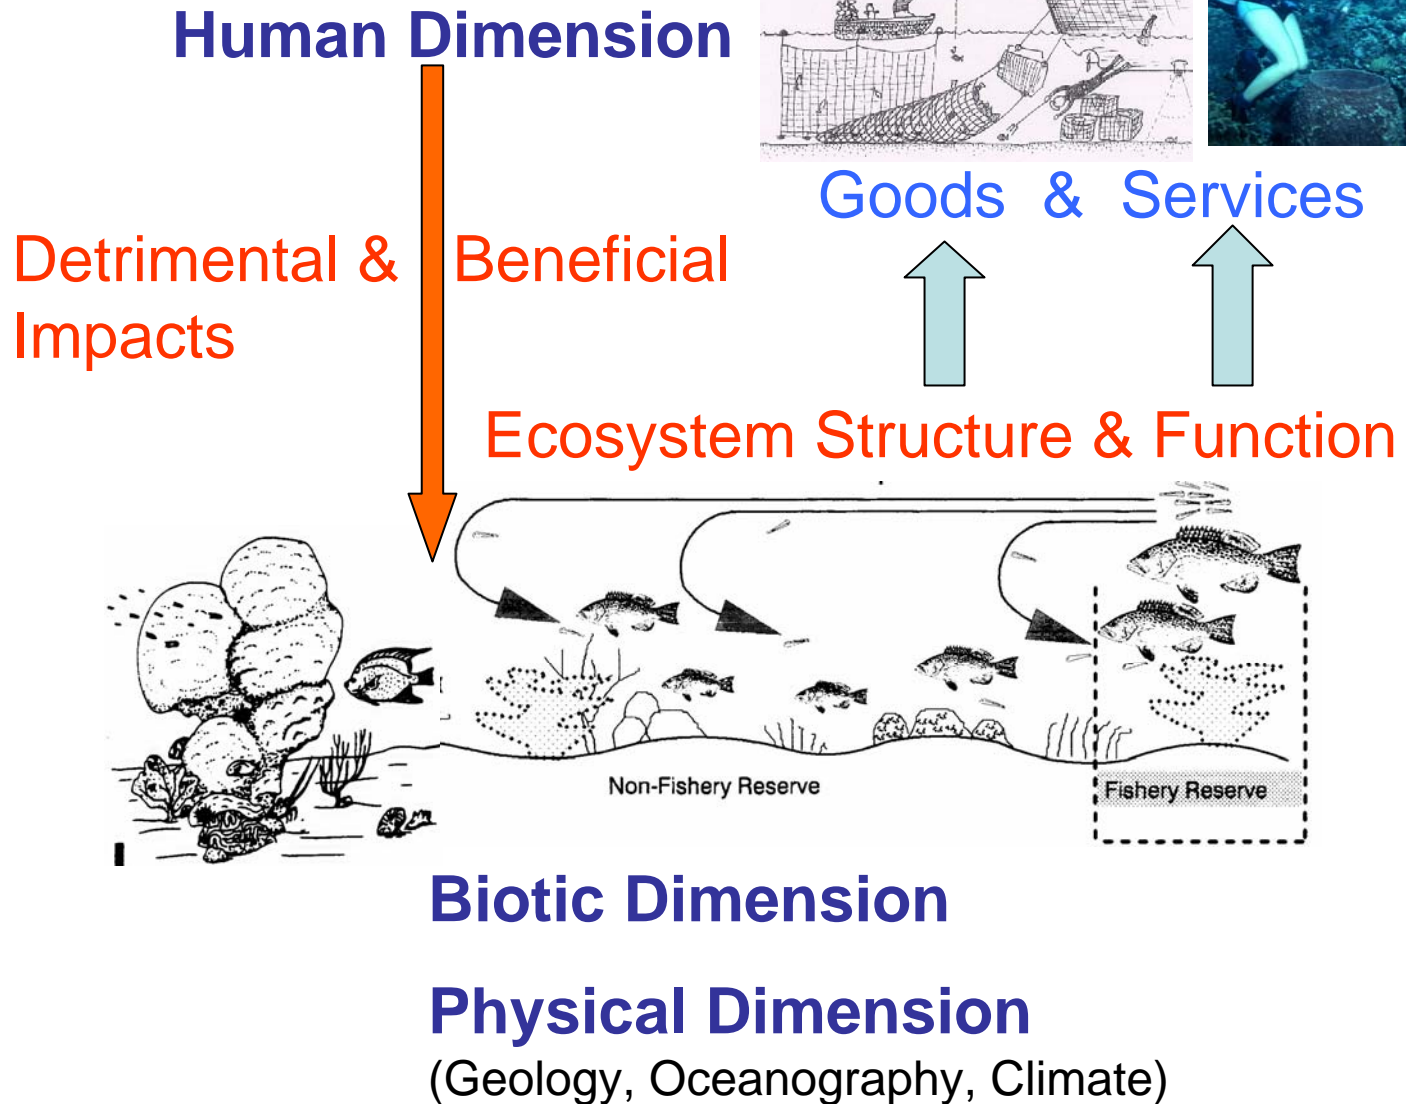 Human Dimension
Goods & Services
Detrimental & Beneficial
Impacts
Ecosystem Structure & Function
Non-Fishery Reserve
Fishery Reserve
Biotic Dimension
Physical Dimension
(Geology, Oceanography, Climate)